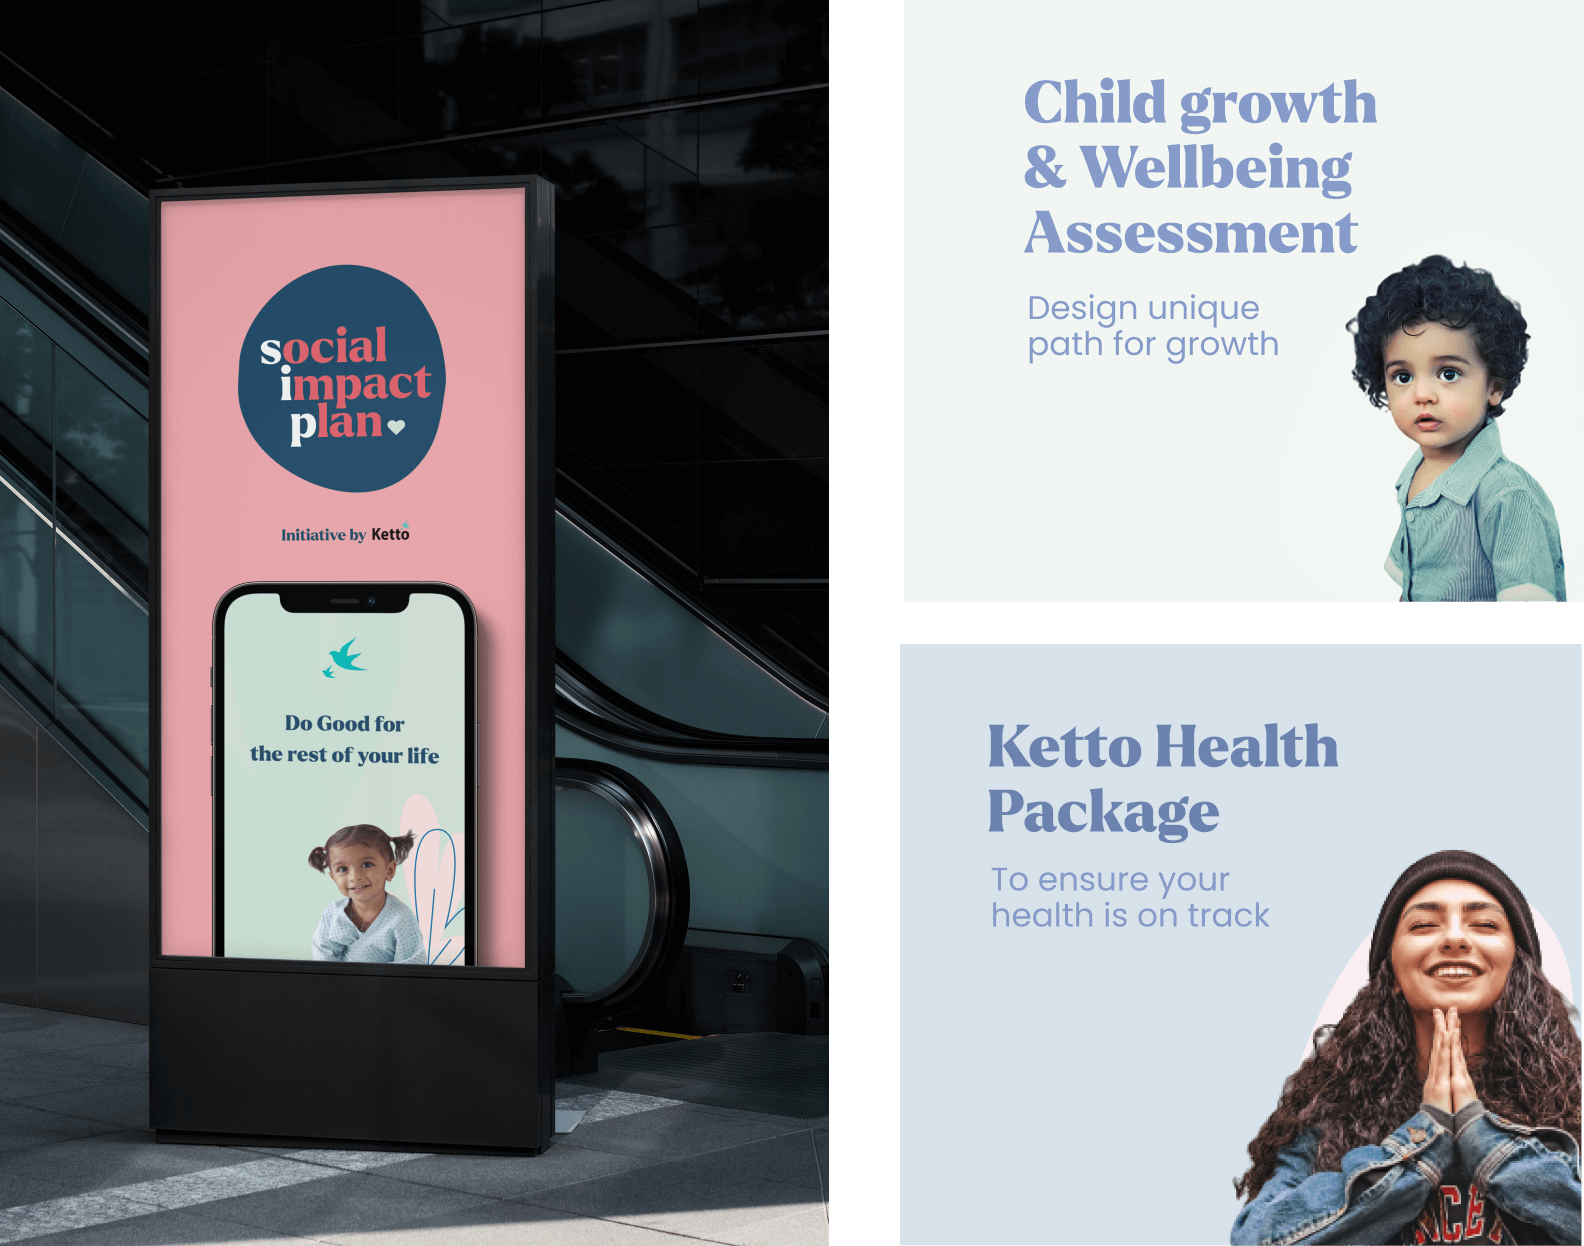 social
impact
plan
Initiative by Ketto
Do Good for
the rest of your life
Child growth
& Wellbeing
Assessment
Design unique
path for growth
Ketto Health
Package
To ensure your
health is on track